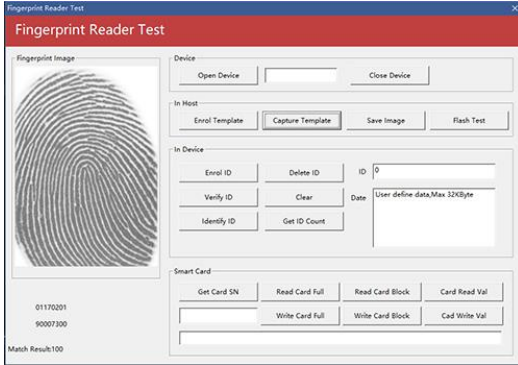 Fingerprint Reader Test
Fingerprint Reader Test
Fingerprint Image
Device
Open Device
Close Device
In Host
Enrol Template
Capture Template
Save Image
Flash Test
In Device
Enrol ID
Delete ID
ID
0
Verify ID
Clear
Date
User define data,Max 32KByte
Identify ID
Get ID Count
Smart Card
Get Card SN
Read Card Full
Read Card Block
Card Read Val
Write Card Full
Write Card Block
Cad Write Val
01170201
90007300
Match Result:100